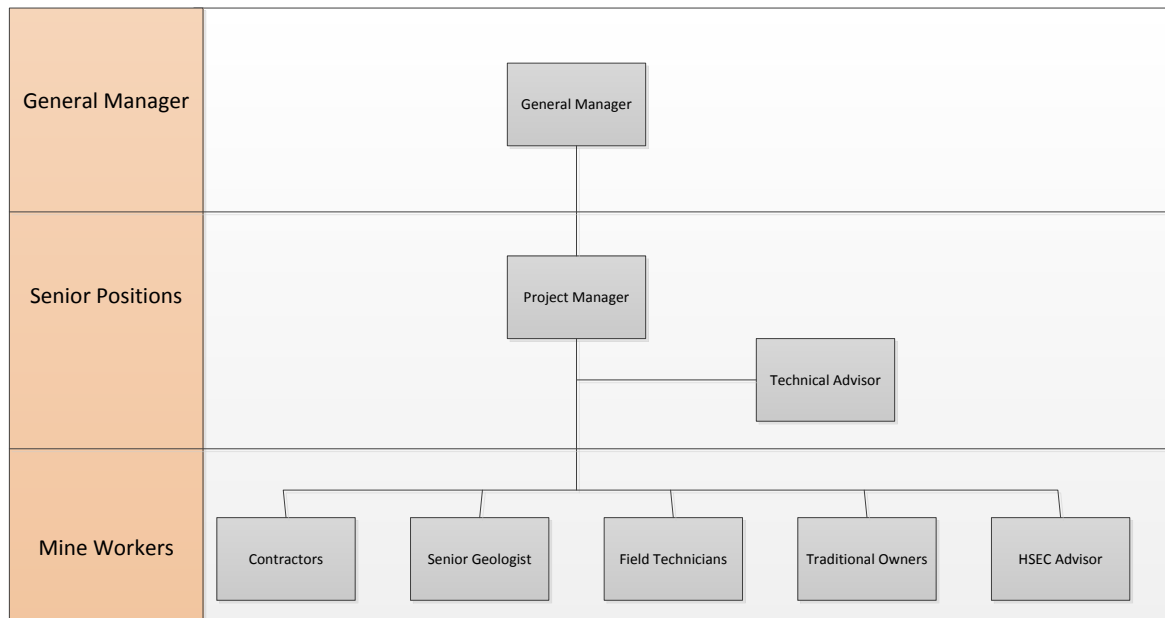 General Manager
General Manager
Senior Positions
Project Manager
Technical Advisor
Mine Workers
Contractors
Senior Geologist
Field Technicians
Traditional Owners
HSEC Advisor